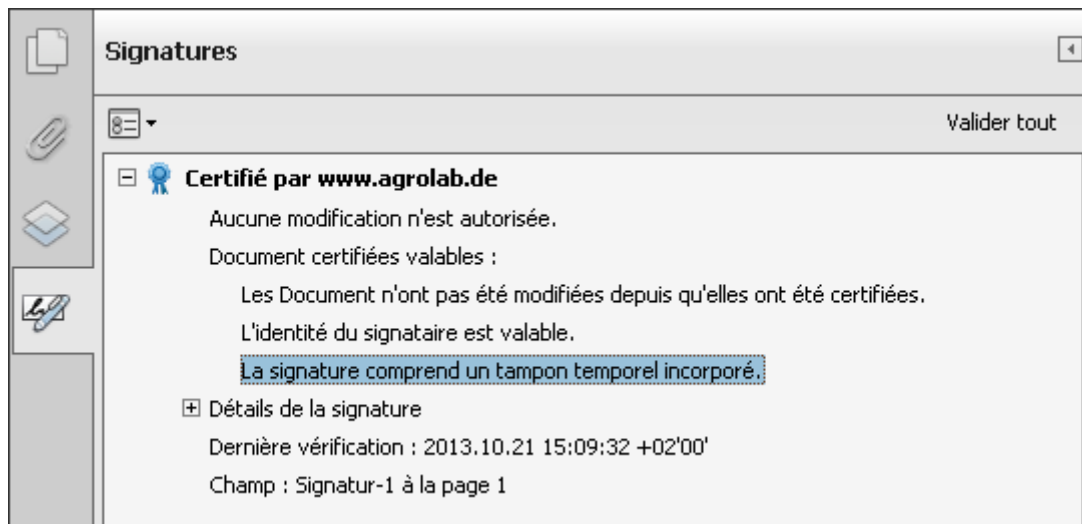 Signatures
Valider tout
Certifié par www.agrolab.de
Aucune modification n'est autorisée.
Document certifiées valables :
Les Document n'ont pas été modifiées depuis qu'elles ont été certifiées.
L'identité du signataire est valable.
La signature comprend un tampon temporel incorporé.
Détails de la signature
Dernière vérification : 2013.10.21 15:09:32 +02'00'
Champ : Signatur-1 à la page 1